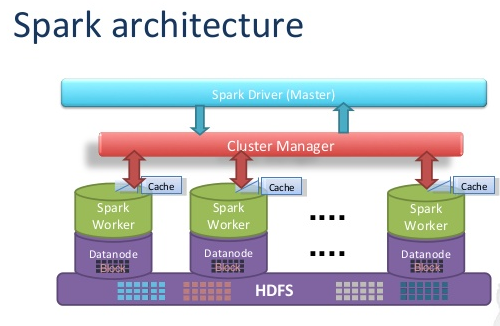 Spark architecture
Spark Driver (Master)
Cluster Manager
Cache
Cache
Cache
Spark
Worker
Spark
Worker
....
Spark
Worker
Datanode
Block
Datanode
Block
....
Datanode
Block
HDFS